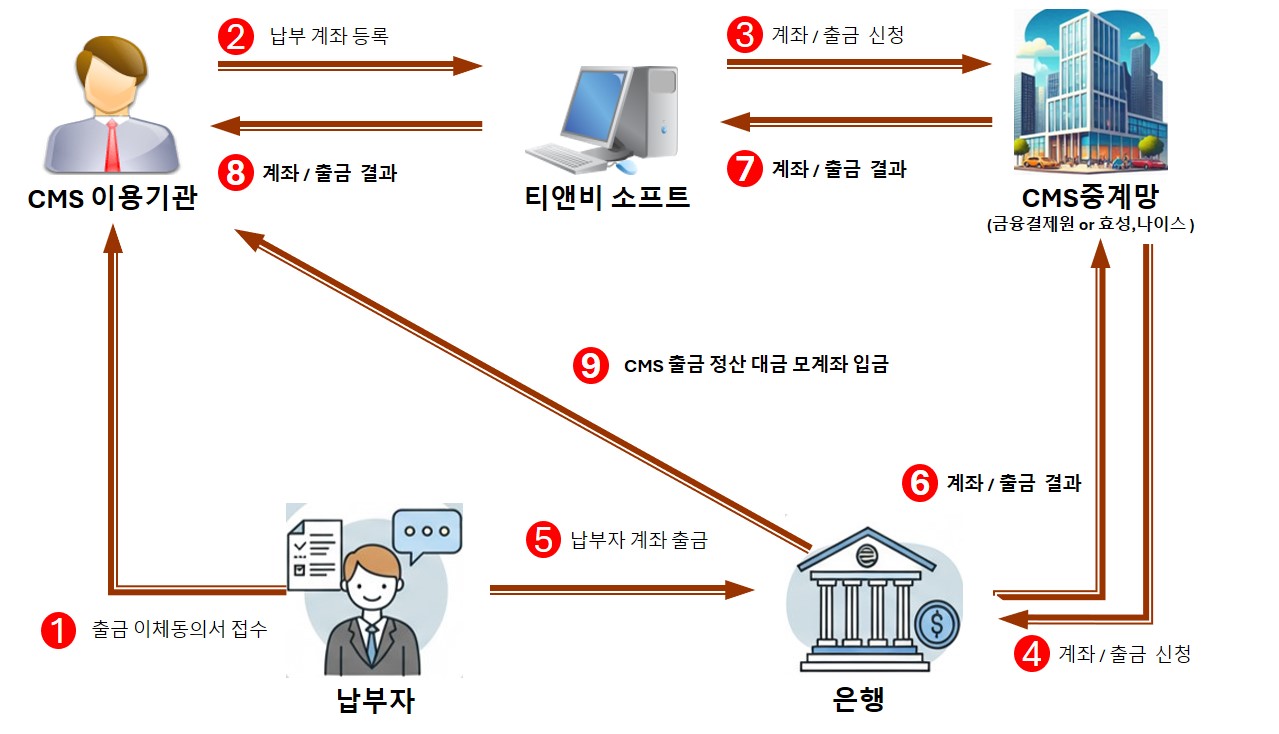 2 납부 계좌 등록
3 계좌 / 출금 신청
8 계좌 / 출금 결과
7 계좌 / 출금 결과
CMS 이용기관
티앤비 소프트
CMS중계망
(금융결제원 or 효성,나이스 )
9 CMS 출금 정산 대금 모계좌 입금
6 계좌 / 출금 결과
5 납부자 계좌 출금
1 출금 이체동의서 접수
$
4 계좌 / 출금 신청
납부자
은행